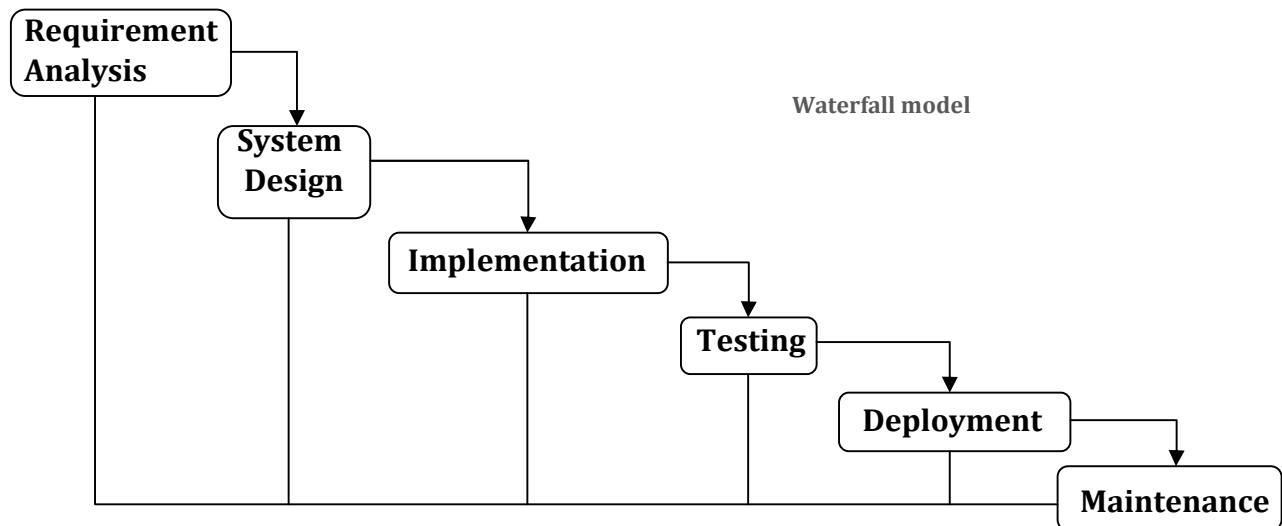 Requirement
Analysis
Waterfall model
System
Design
Implementation
Testing
Deployment
Maintenance